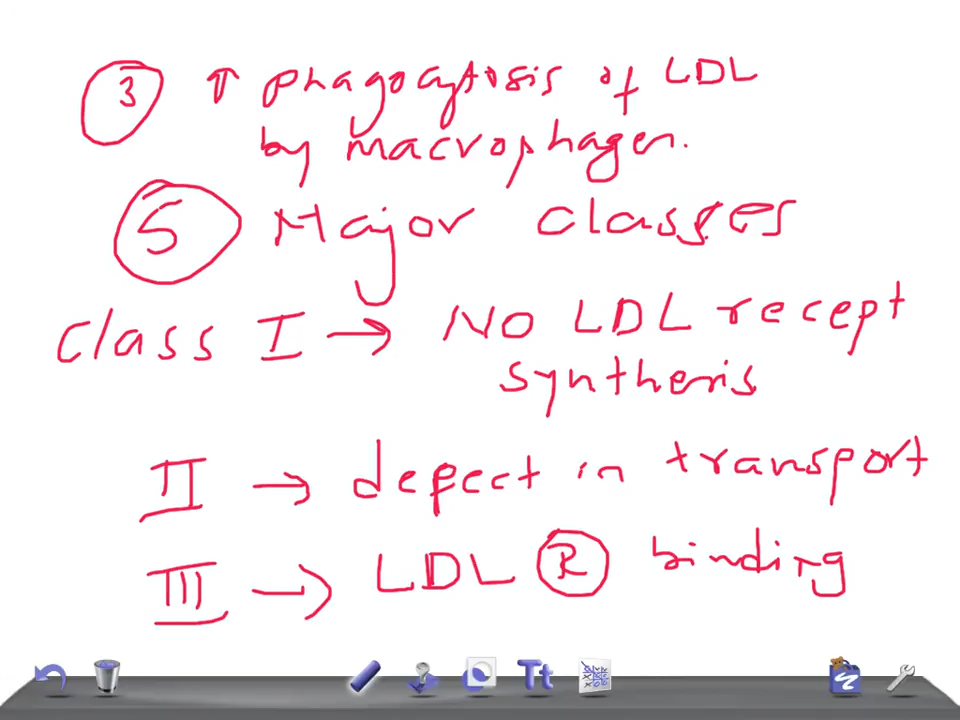 3 ↑ phagocytosis of LDL
by macrophages.
5 Major classes
Class I → NO LDL recept
synthesis
II → defect in transport
III → LDL R binding
Tt